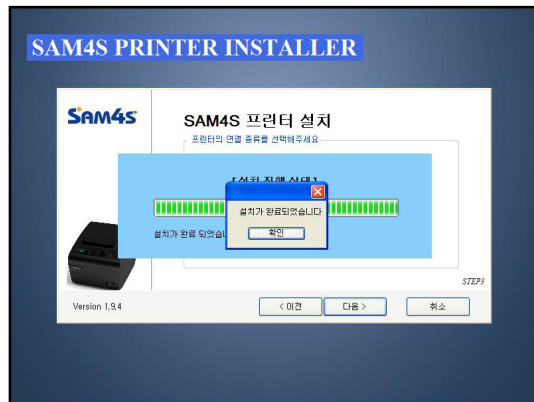 SAM4S PRINTER INSTALLER
SAM4S
SAM4S 프린터 설치
프린터의 연결 종류를 선택해주세요
[설치 진행 상태]
설치가 완료되었습니다
설치가 완료 되었습니
확인
STEP3
Version 1.9.4
< 이전
다음 >
취소